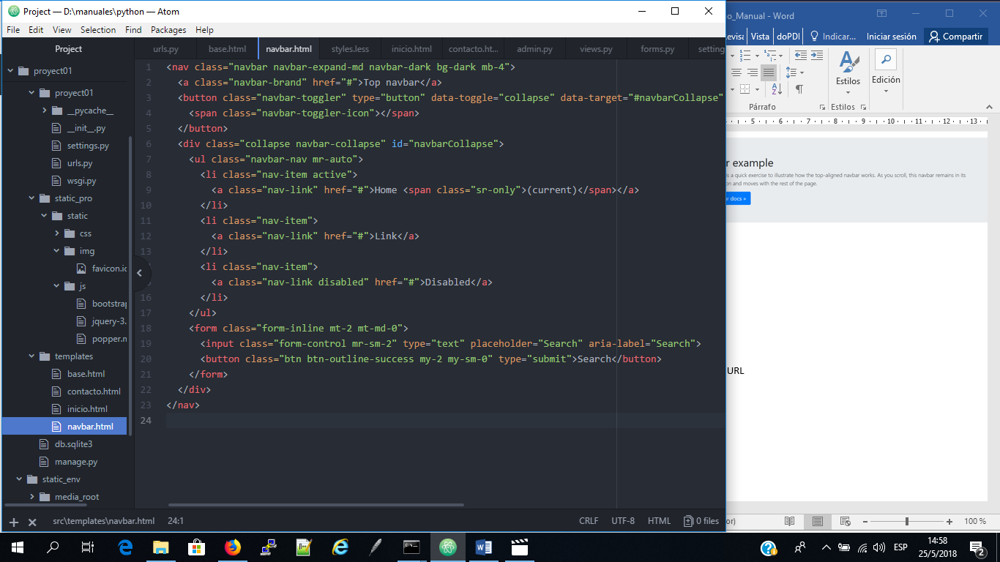 Project — D:\manuales\python — Atom
File Edit View Selection Find Packages Help
Project
urls.py base.html navbar.html styles.less inicio.html contacto.ht... admin.py views.py forms.py setting
proyect01
proyect01
__pycache__
__init__.py
settings.py
urls.py
wsgi.py
static_pro
static
css
img
favicon.ic
js
bootstrap
jquery-3.
popper.m
templates
base.html
contacto.html
inicio.html
navbar.html
db.sqlite3
manage.py
static_env
media_root
1 <nav class="navbar navbar-expand-md navbar-dark bg-dark mb-4">
2 <a class="navbar-brand" href="#">Top navbar</a>
3 <button class="navbar-toggler" type="button" data-toggle="collapse" data-target="#navbarCollapse"
4 <span class="navbar-toggler-icon"></span>
5 </button>
6 <div class="collapse navbar-collapse" id="navbarCollapse">
7 <ul class="navbar-nav mr-auto">
8 <li class="nav-item active">
9 <a class="nav-link" href="#">Home <span class="sr-only">(current)</span></a>
10 </li>
11 <li class="nav-item">
12 <a class="nav-link" href="#">Link</a>
13 </li>
<li class="nav-item">
<a class="nav-link disabled" href="#">Disabled</a>
16 </li>
17 </ul>
18 <form class="form-inline mt-2 mt-md-0">
19 <input class="form-control mr-sm-2" type="text" placeholder="Search" aria-label="Search">
20 <button class="btn btn-outline-success my-2 my-sm-0" type="submit">Search</button>
21 </form>
22 </div>
23 </nav>
24
src\templates\navbar.html 24:1 CRLF UTF-8 HTML 0 files
o_Manual - Word
evisa Vista doPDI Indicar... Iniciar sesión Compartir
Estilos Edición
Párrafo Estilos
5 6 7 8 9 10 11 12 13
r example
is a quick exercise to illustrate how the top-aligned navbar works. As you scroll, this navbar remains in its
on and moves with the rest of the page.
r docs »
URL
or) 100 %
ESP
14:58
25/5/2018
2